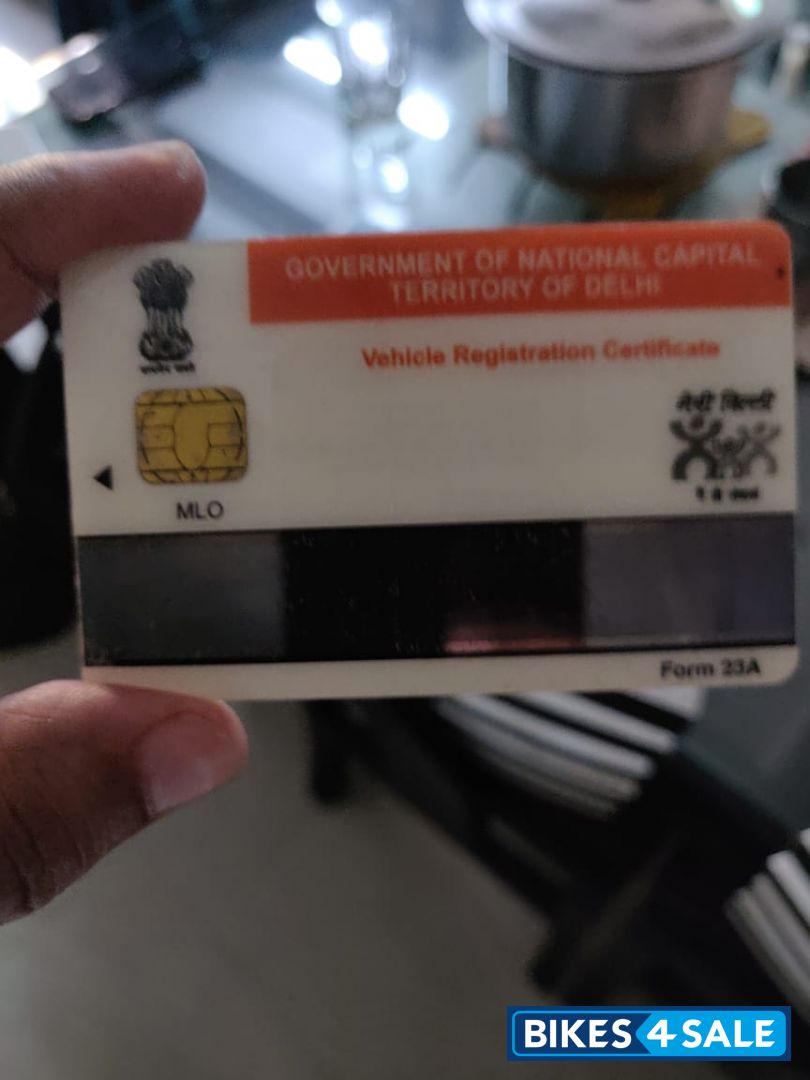 GOVERNMENT OF NATIONAL CAPITAL
TERRITORY OF DELHI
Vehicle Registration Certificate
मेरी दिल्ली
MLO
Form 23A
BIKES4SALE